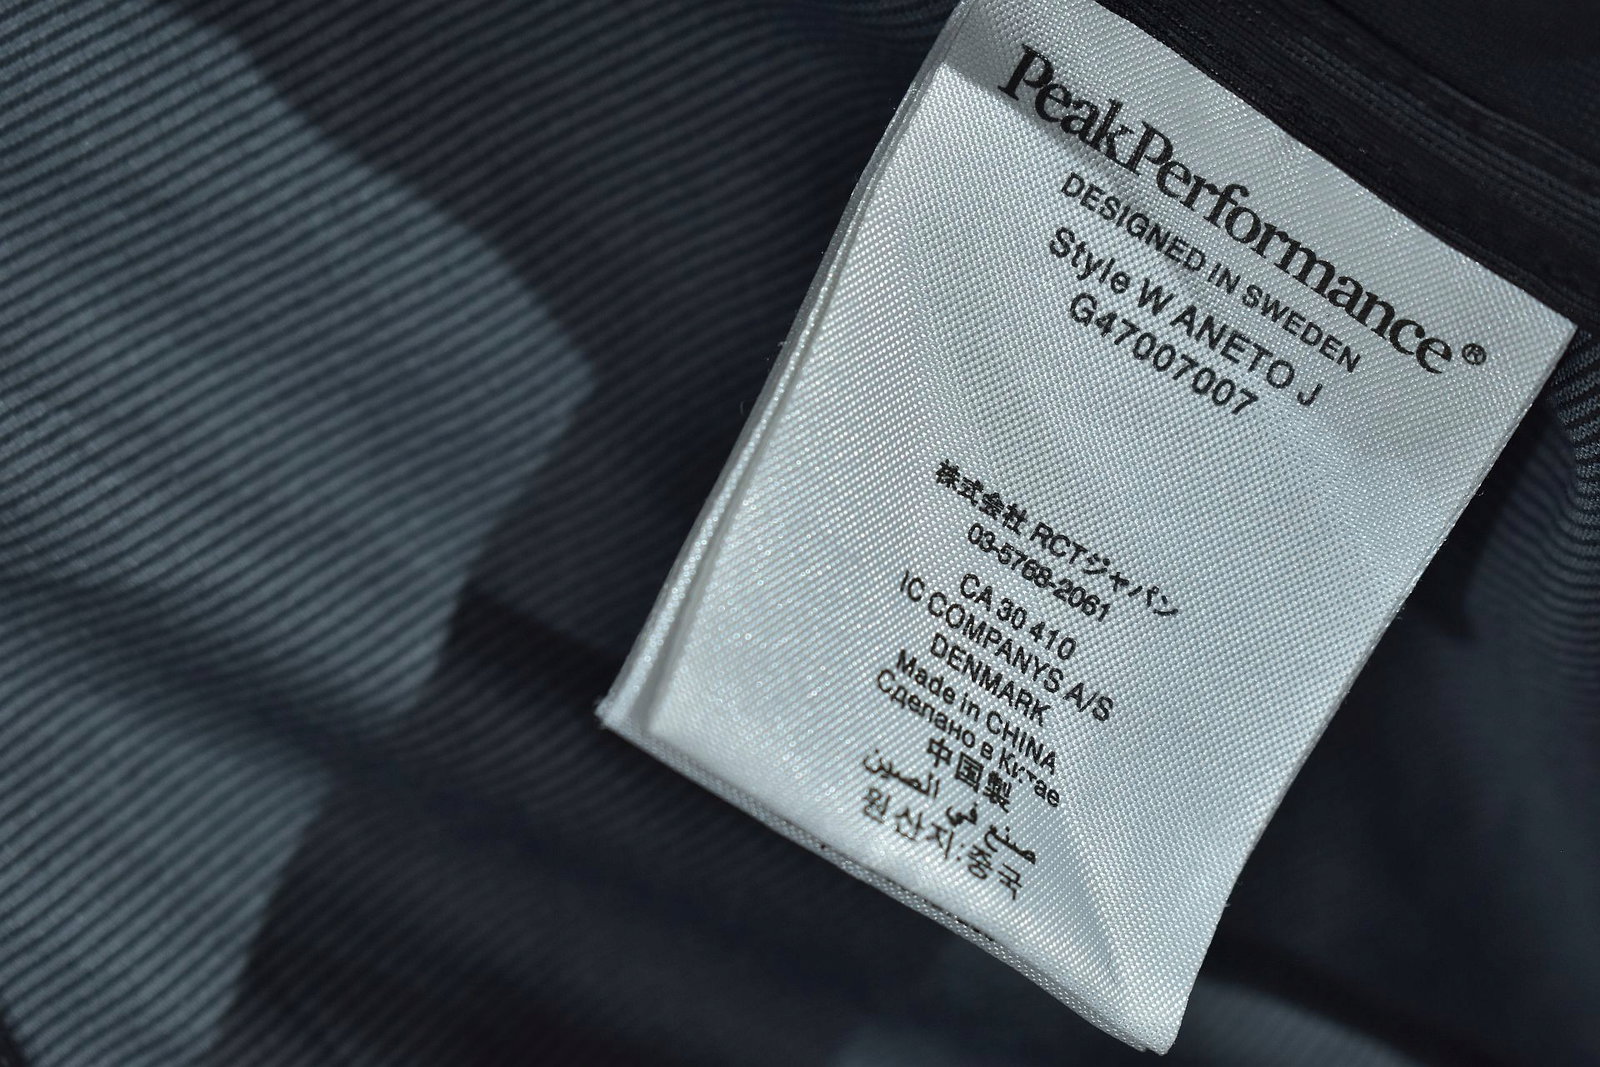 PeakPerformance®
DESIGNED IN SWEDEN
Style W ANETO J
G47007007
株式会社 RCTジャパン
03-5768-2061
CA 30 410
IC COMPANYS A/S
DENMARK
Made in CHINA
Сделано в Китае
中国製
صنع في الصين
원산지:중국